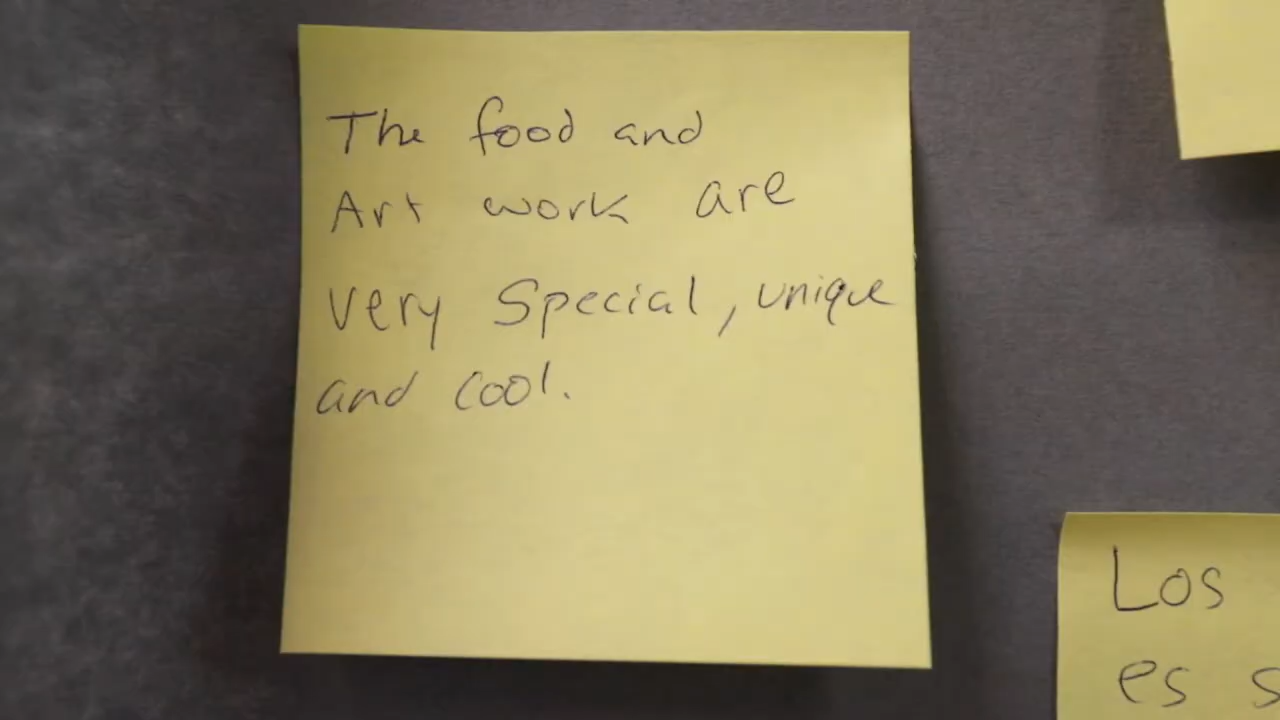 The food and
Art work are
very Special, unique
and cool.
Los
es